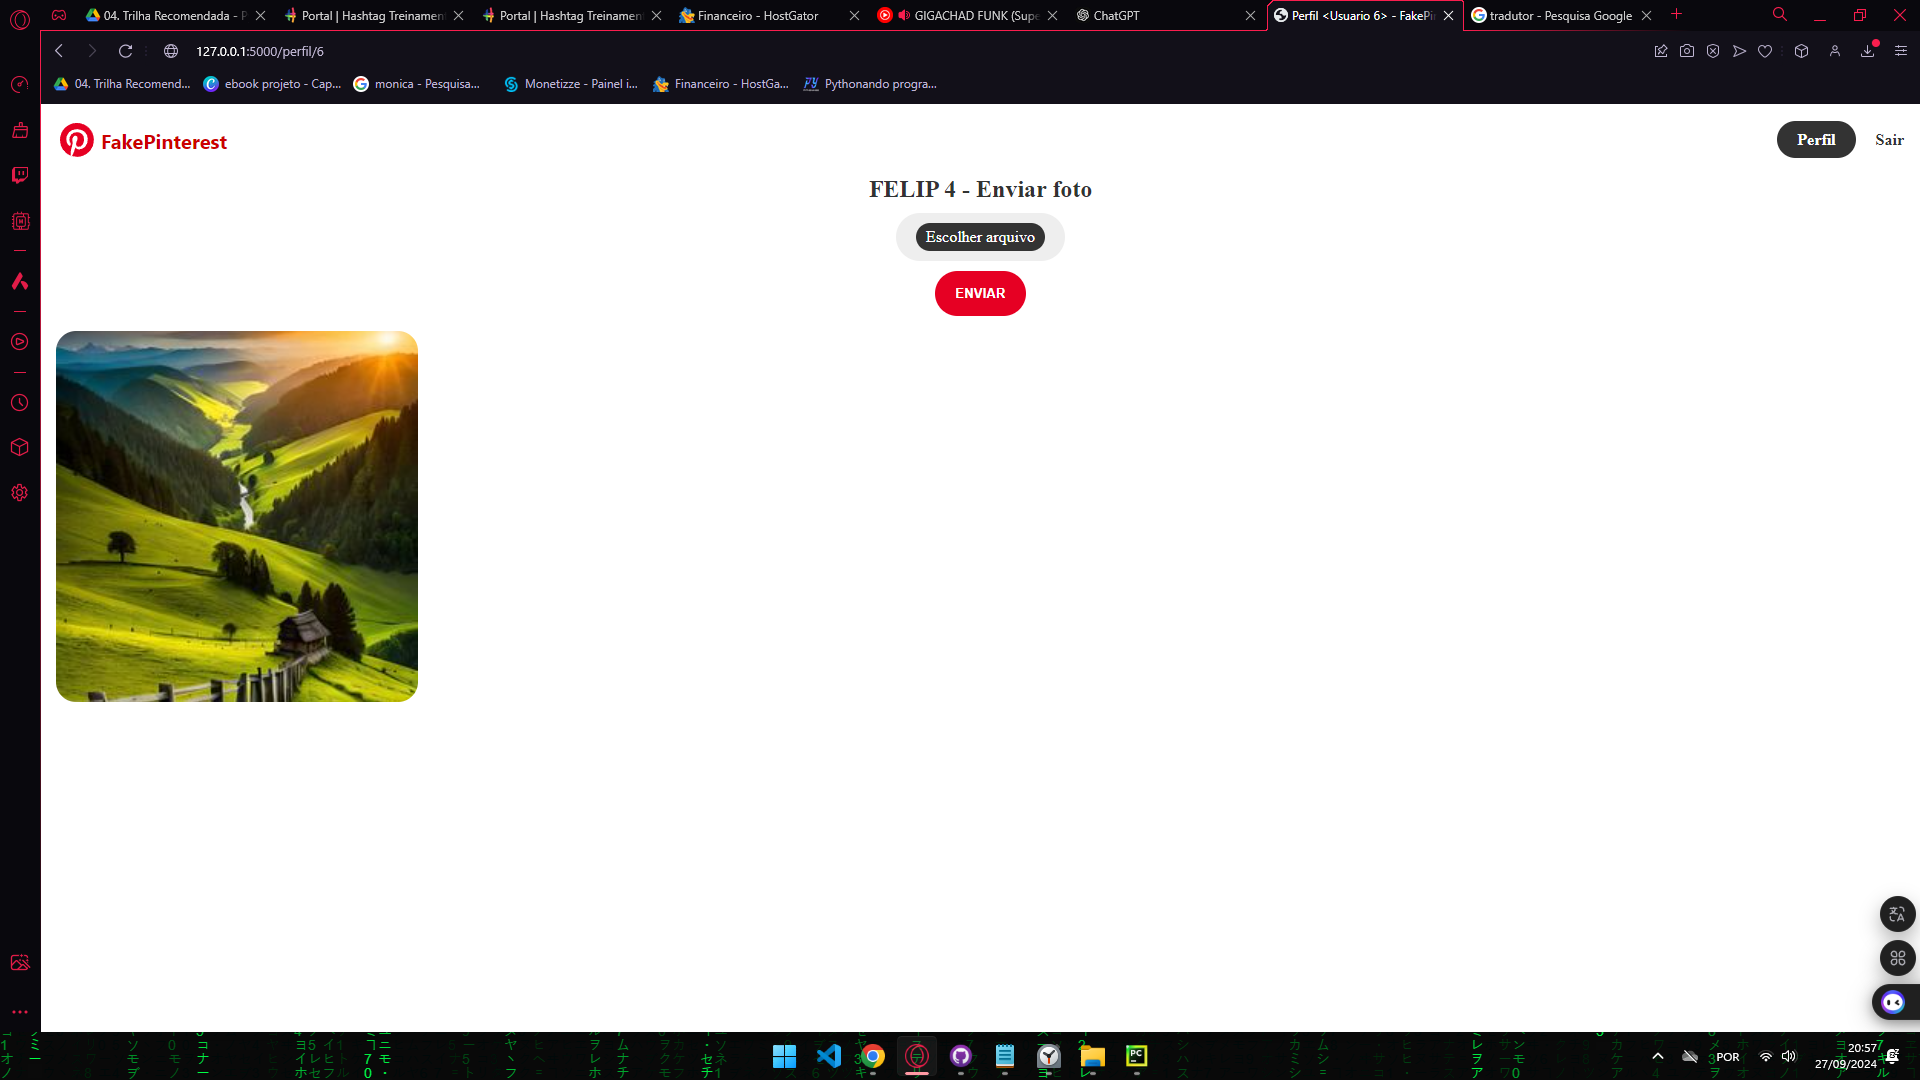 04. Trilha Recomendada - P
Portal | Hashtag Treinamen
Portal | Hashtag Treinamen
Financeiro - HostGator
GIGACHAD FUNK (Supe
ChatGPT
Perfil <Usuario 6> - FakePi
tradutor - Pesquisa Google
127.0.0.1:5000/perfil/6
04. Trilha Recomend...
ebook projeto - Cap...
monica - Pesquisa...
Monetizze - Painel i...
Financeiro - HostGa...
Pythonando progra...
FakePinterest
Perfil
Sair
FELIP 4 - Enviar foto
Escolher arquivo
ENVIAR
POR
20:57
27/09/2024